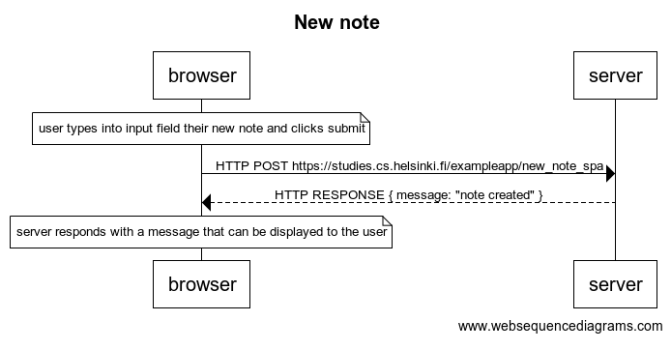 New note
browser
server
user types into input field their new note and clicks submit
HTTP POST https://studies.cs.helsinki.fi/exampleapp/new_note_spa
HTTP RESPONSE { message: "note created" }
server responds with a message that can be displayed to the user
browser
server
www.websequencediagrams.com